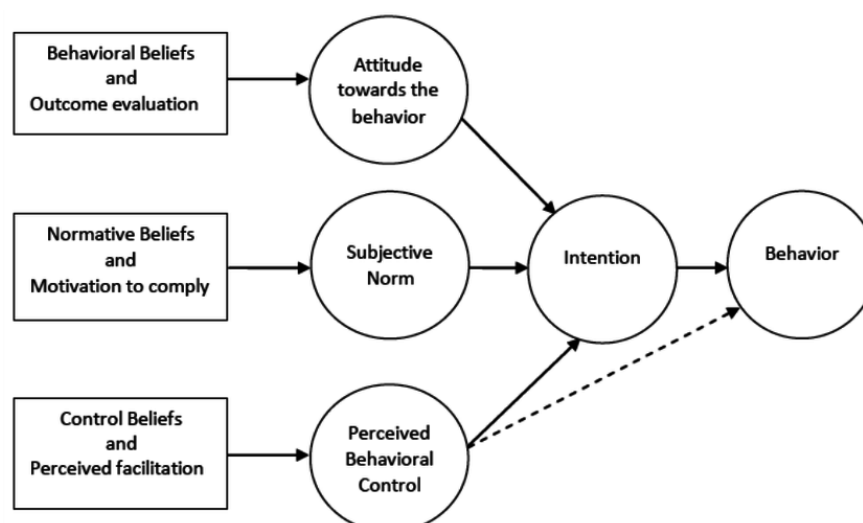 Behavioral Beliefs
and
Outcome evaluation
Attitude
towards the
behavior
Normative Beliefs
and
Motivation to comply
Subjective
Norm
Intention
Behavior
Control Beliefs
and
Perceived facilitation
Perceived
Behavioral
Control